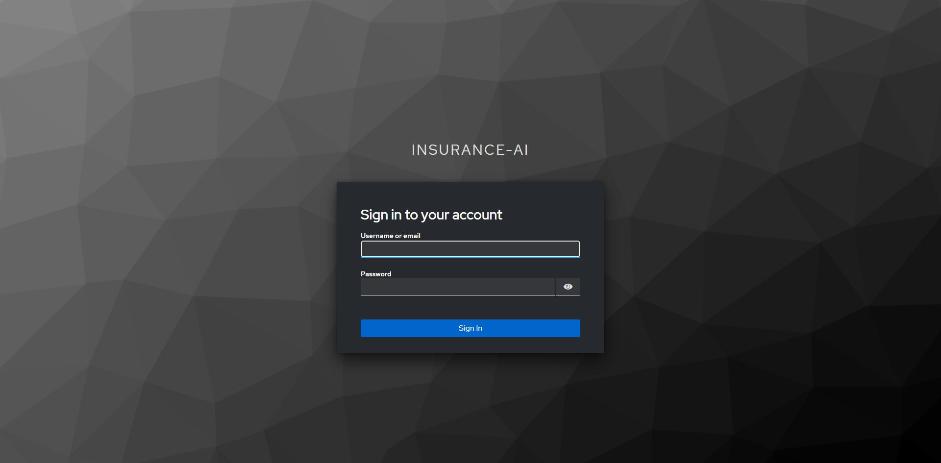 INSURANCE-AI
Sign in to your account
Username or email
Password
Sign In